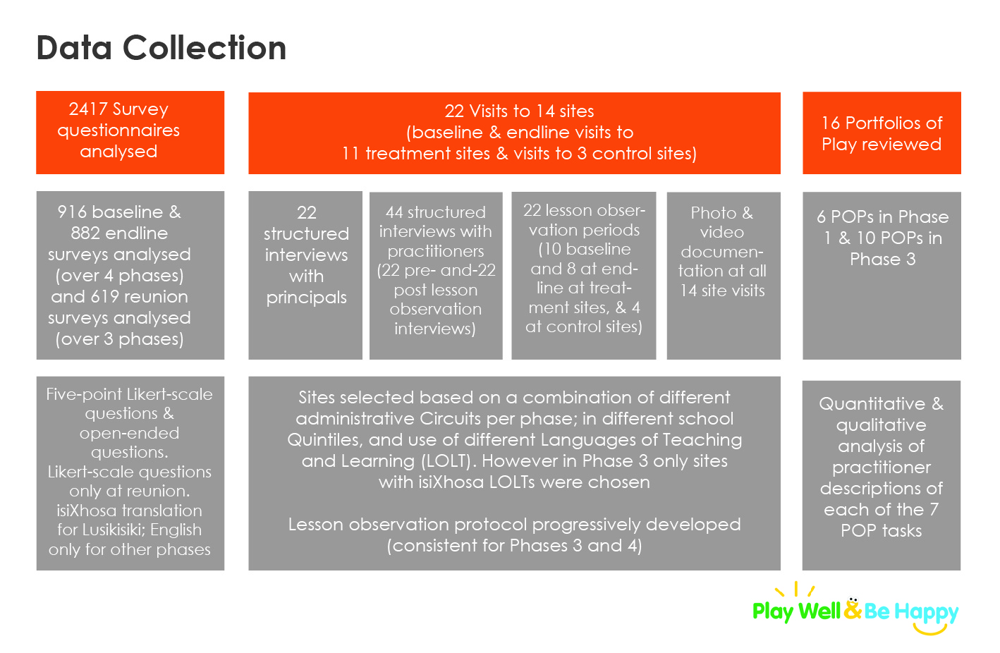 Data Collection
2417 Survey
questionnaires
analysed
22 Visits to 14 sites
(baseline & endline visits to
11 treatment sites & visits to 3 control sites)
16 Portfolios of
Play reviewed
916 baseline &
882 endline
surveys analysed
(over 4 phases)
and 619 reunion
surveys analysed
(over 3 phases)
22
structured
interviews
with
principals
44 structured
interviews with
practitioners
(22 pre- and-22
post lesson
observation
interviews)
22 lesson obser-
vation periods
(10 baseline
and 8 at end-
line at treat-
ment sites, & 4
at control sites)
Photo &
video
documen-
tation at all
14 site visits
6 POPs in Phase
1 & 10 POPs in
Phase 3
Five-point Likert-scale
questions &
open-ended
questions.
Likert-scale questions
only at reunion.
isiXhosa translation
for Lusikisiki; English
only for other phases
Sites selected based on a combination of different
administrative Circuits per phase; in different school
Quintiles, and use of different Languages of Teaching
and Learning (LOLT). However in Phase 3 only sites
with isiXhosa LOLTs were chosen
Lesson observation protocol progressively developed
(consistent for Phases 3 and 4)
Quantitative &
qualitative
analysis of
practitioner
descriptions of
each of the 7
POP tasks
Play Well & Be Happy